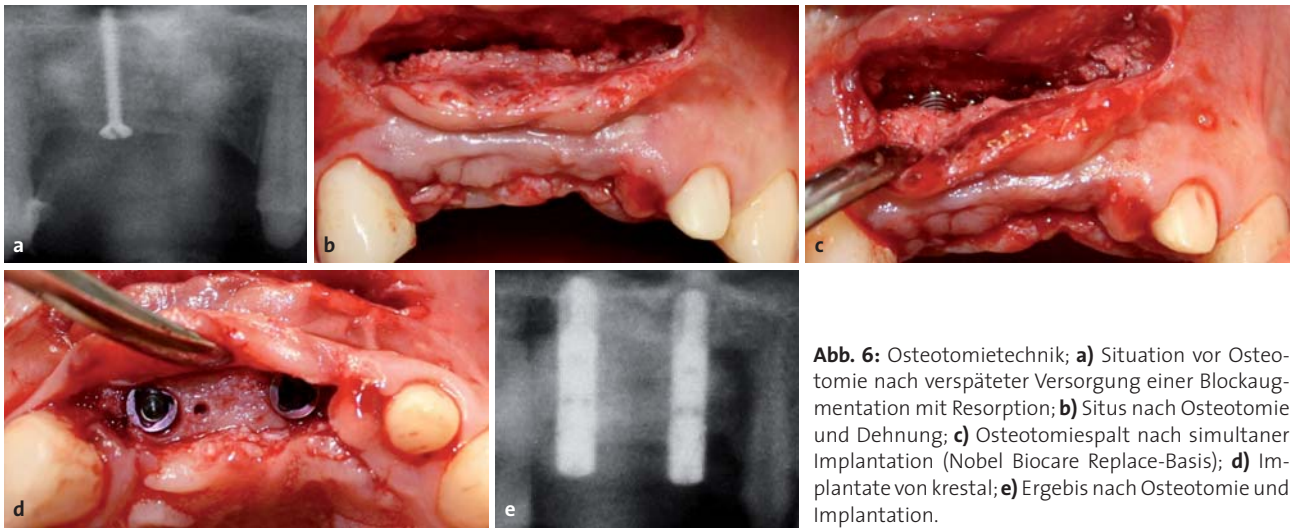 a
b
c
d
e
Abb. 6: Osteotomietechnik; a) Situation vor Osteo-
tomie nach verspäteter Versorgung einer Blockaug-
mentation mit Resorption; b) Situs nach Osteotomie
und Dehnung; c) Osteotomiespalt nach simultaner
Implantation (Nobel Biocare Replace-Basis); d) Im-
plantate von krestal; e) Ergebis nach Osteotomie und
Implantation.